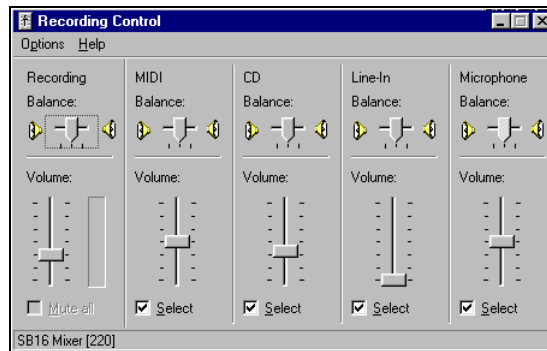 Recording Control
Options Help
Recording MIDI CD Line-In Microphone
Balance: Balance: Balance: Balance: Balance:
Volume: Volume: Volume: Volume: Volume:
Mute all Select Select Select Select
SB16 Mixer [220]